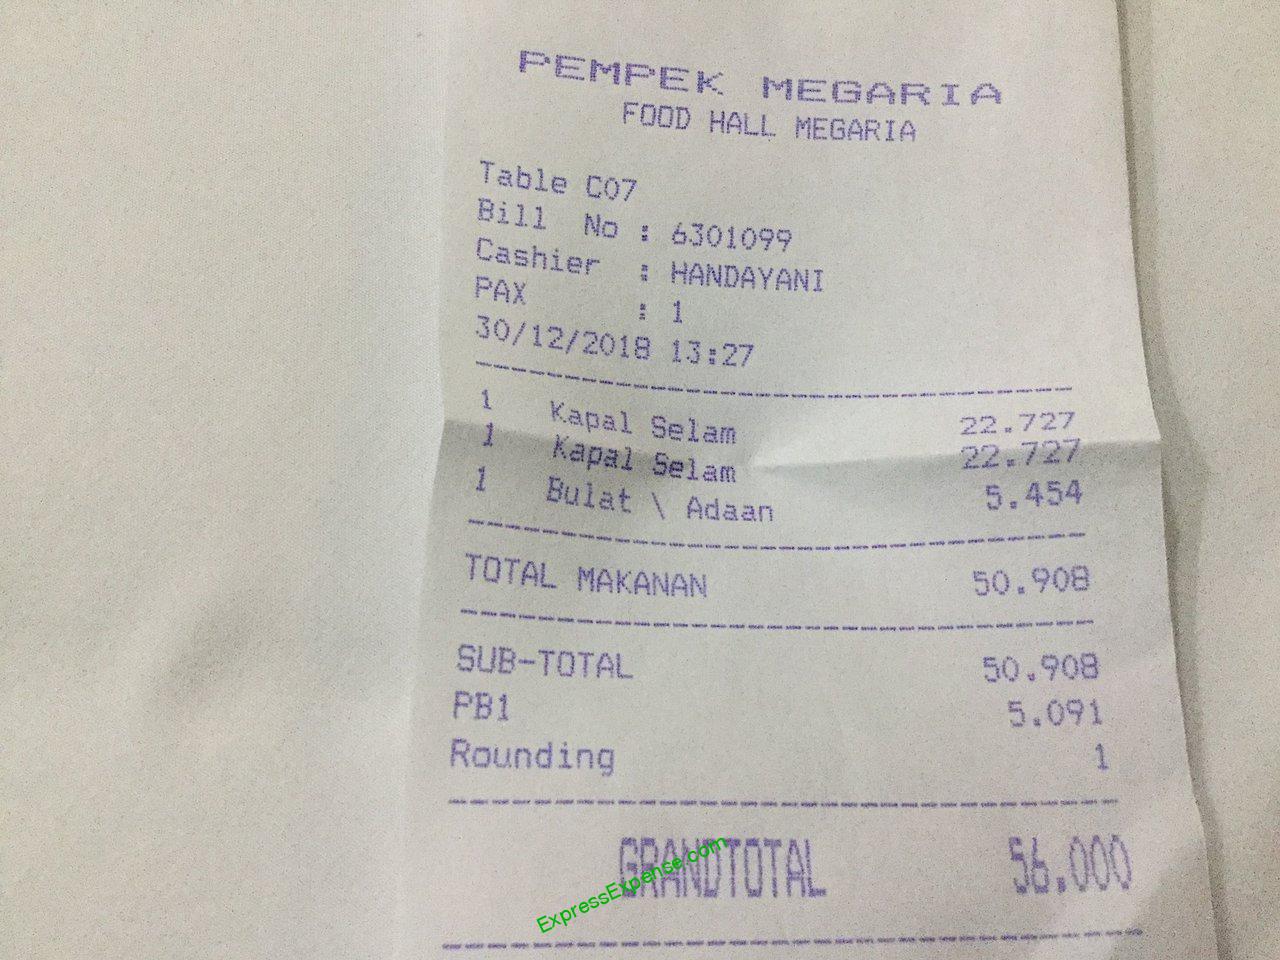 PEMPEK MEGARIA
FOOD HALL MEGARIA
Table C07
Bill No : 6301099
Cashier : HANDAYANI
PAX : 1
30/12/2018 13:27
1 Kapal Selam 22.727
1 Kapal Selam 22.727
1 Bulat \ Adaan 5.454
TOTAL MAKANAN 50.908
SUB-TOTAL 50.908
PB1 5.091
Rounding 1
GRANDTOTAL 56.000
ExpressExpense.com